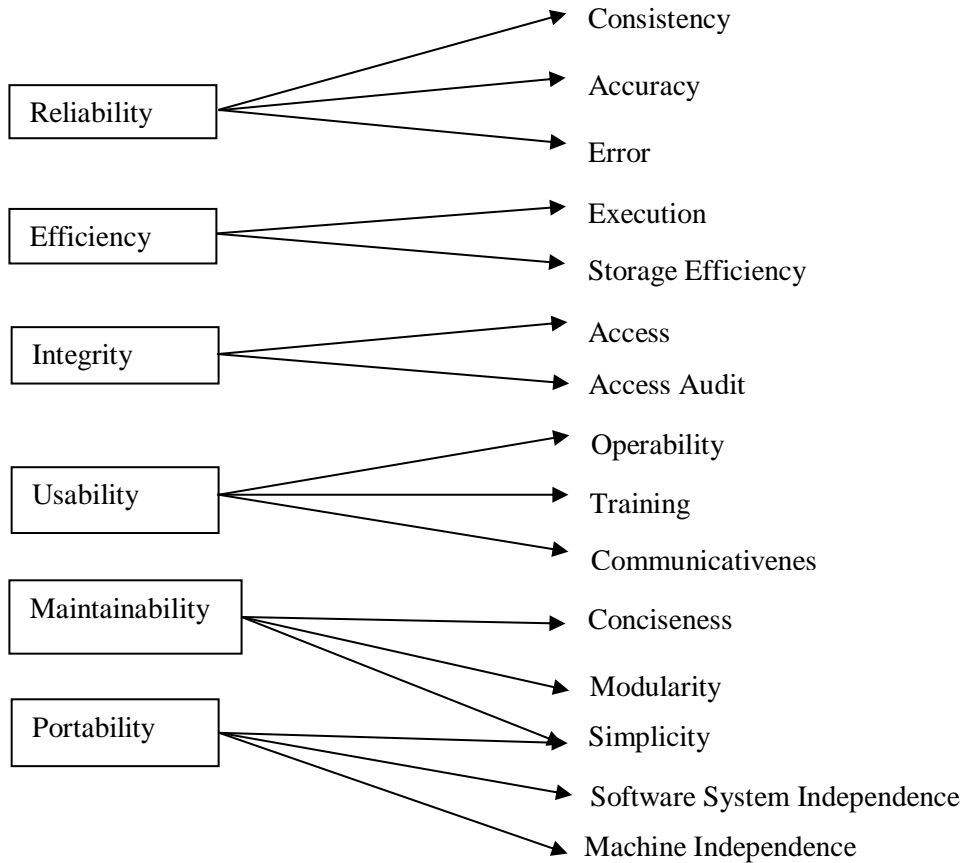 Consistency
Accuracy
Reliability
Error
Execution
Efficiency
Storage Efficiency
Access
Integrity
Access Audit
Operability
Usability
Training
Communicativenes
Maintainability
Conciseness
Modularity
Portability
Simplicity
Software System Independence
Machine Independence